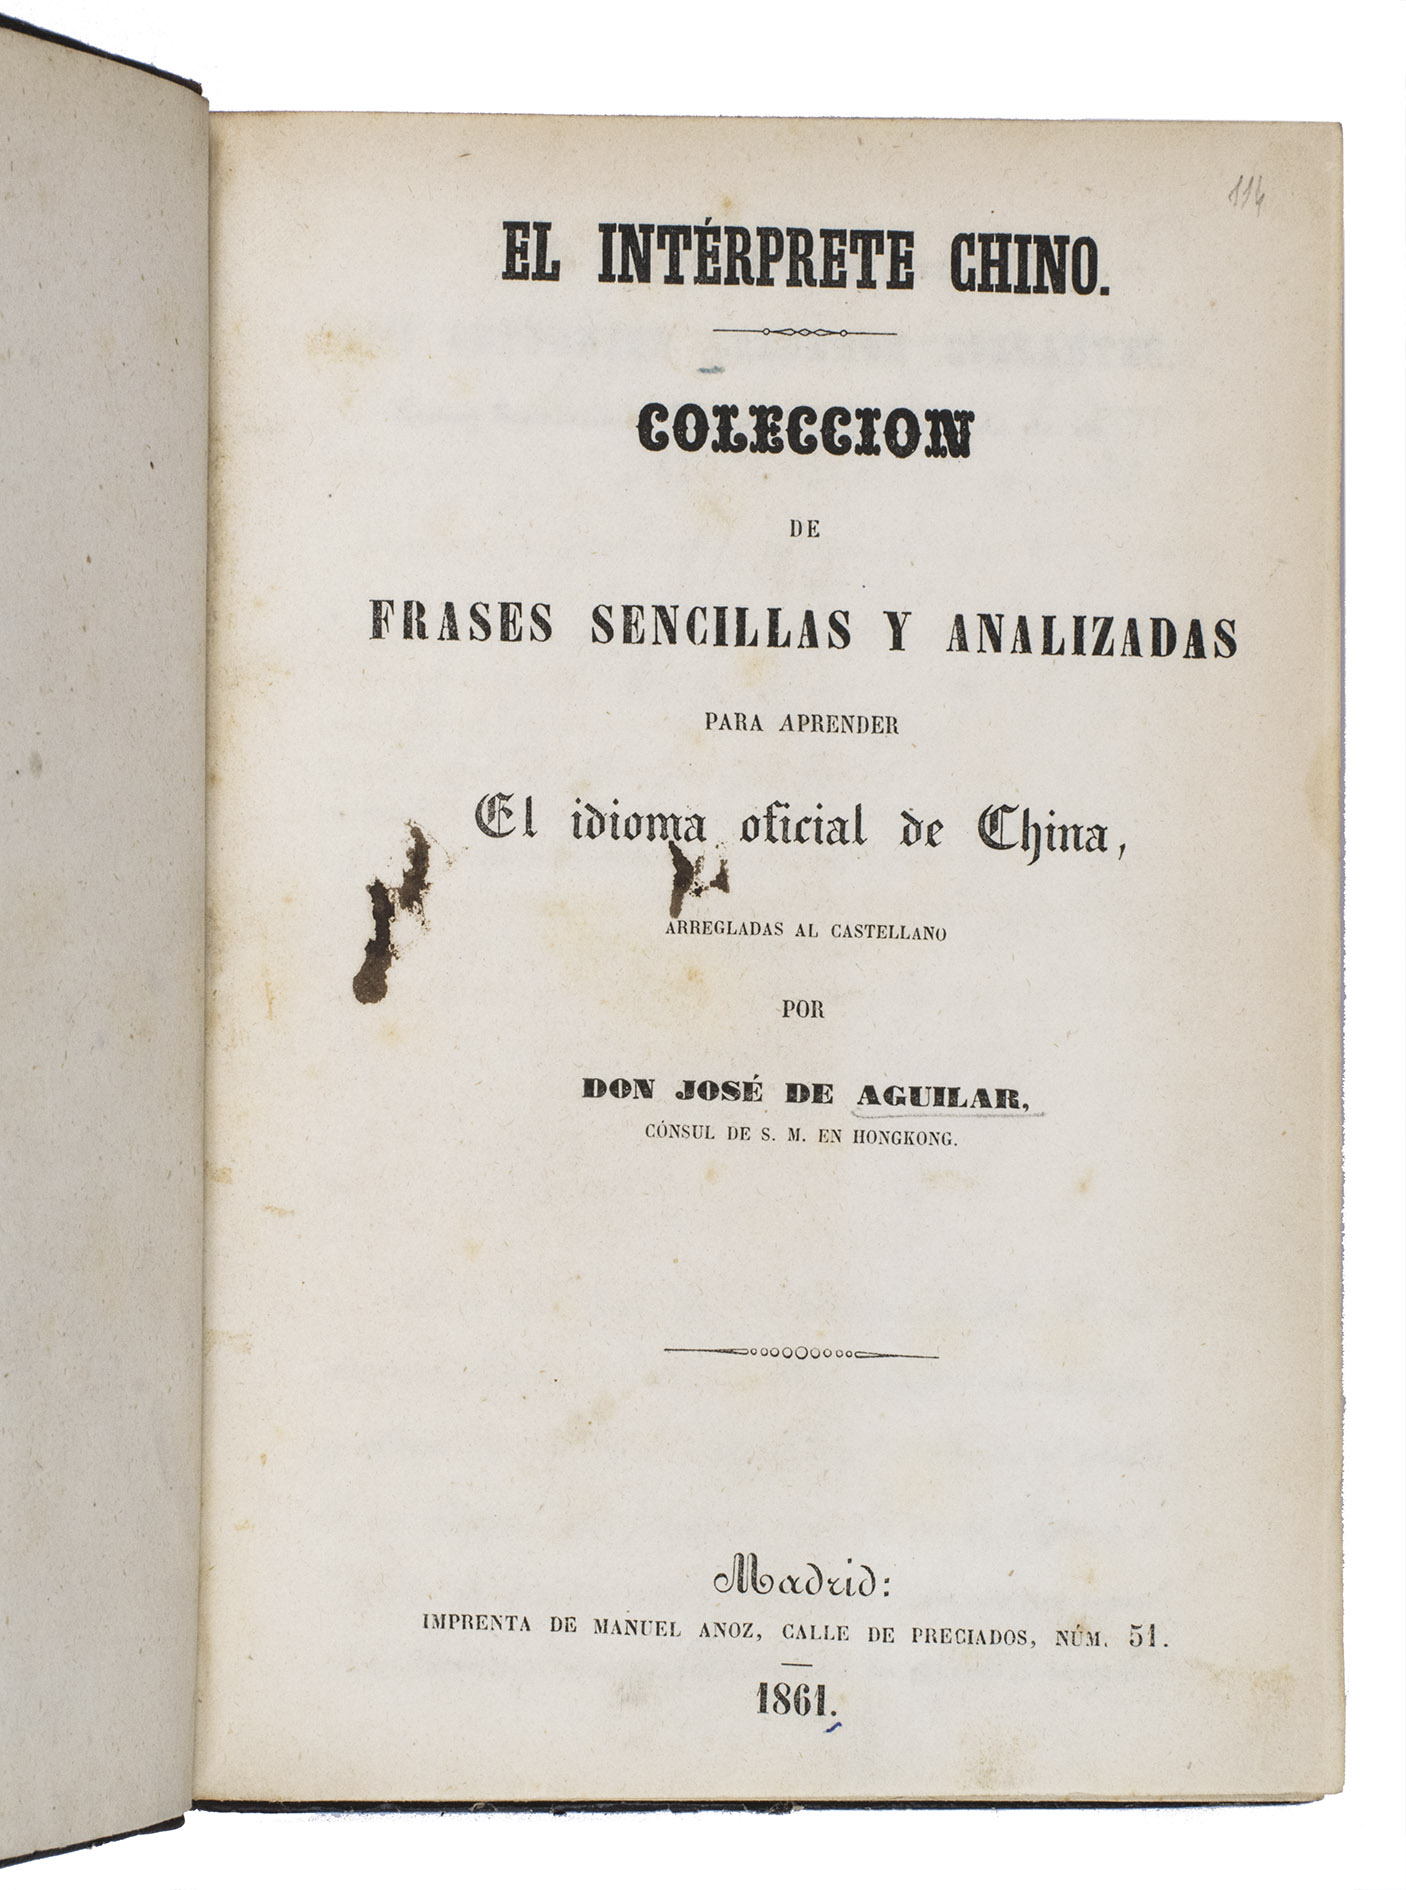 114
EL INTÉRPRETE CHINO.
COLECCION
DE
FRASES SENCILLAS Y ANALIZADAS
PARA APRENDER
El idioma oficial de China,
ARREGLADAS AL CASTELLANO
POR
DON JOSÉ DE AGUILAR,
CÓNSUL DE S. M. EN HONGKONG.
Madrid:
IMPRENTA DE MANUEL ANOZ, CALLE DE PRECIADOS, NÚM. 51.
1861.